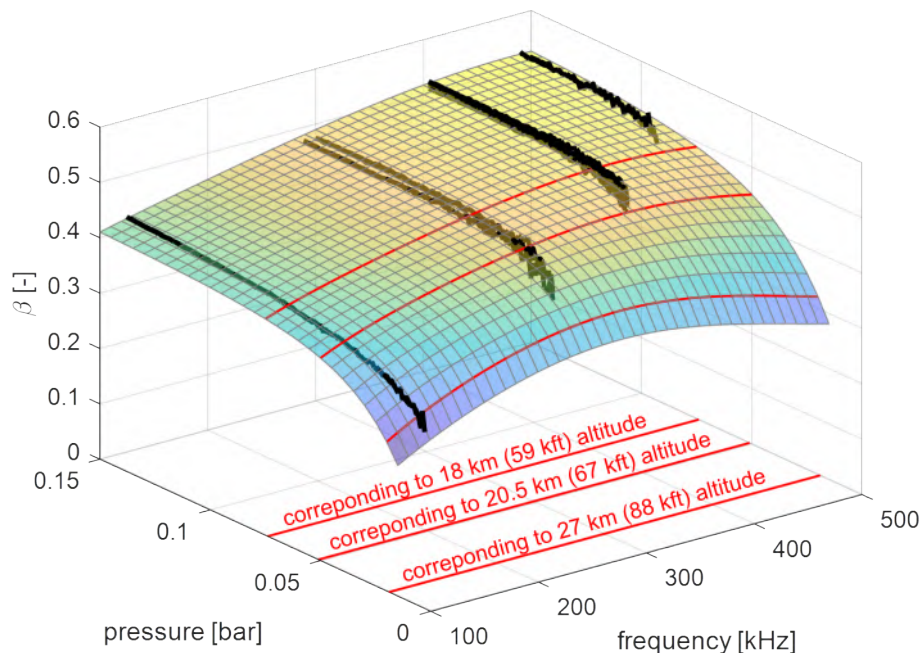 0.6
0.5
0.4
0.3
0.2
0.1
0
β [-]
0.15
0.1
0.05
0
pressure [bar]
correponding to 18 km (59 kft) altitude
correponding to 20.5 km (67 kft) altitude
correponding to 27 km (88 kft) altitude
100
200
300
400
500
frequency [kHz]